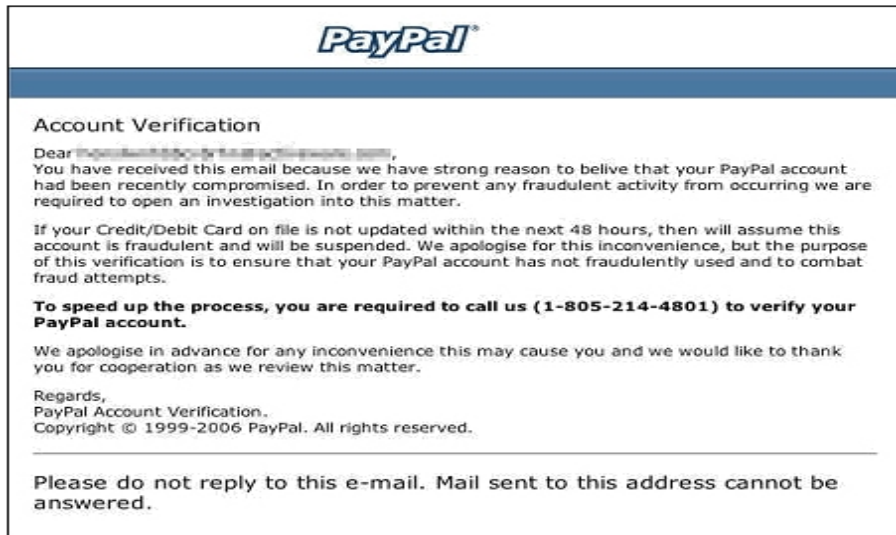 PayPal®
Account Verification
Dear ,
You have received this email because we have strong reason to belive that your PayPal account
had been recently compromised. In order to prevent any fraudulent activity from occurring we are
required to open an investigation into this matter.
If your Credit/Debit Card on file is not updated within the next 48 hours, then will assume this
account is fraudulent and will be suspended. We apologise for this inconvenience, but the purpose
of this verification is to ensure that your PayPal account has not fraudulently used and to combat
fraud attempts.
To speed up the process, you are required to call us (1-805-214-4801) to verify your
PayPal account.
We apologise in advance for any inconvenience this may cause you and we would like to thank
you for cooperation as we review this matter.
Regards,
PayPal Account Verification.
Copyright © 1999-2006 PayPal. All rights reserved.
Please do not reply to this e-mail. Mail sent to this address cannot be
answered.